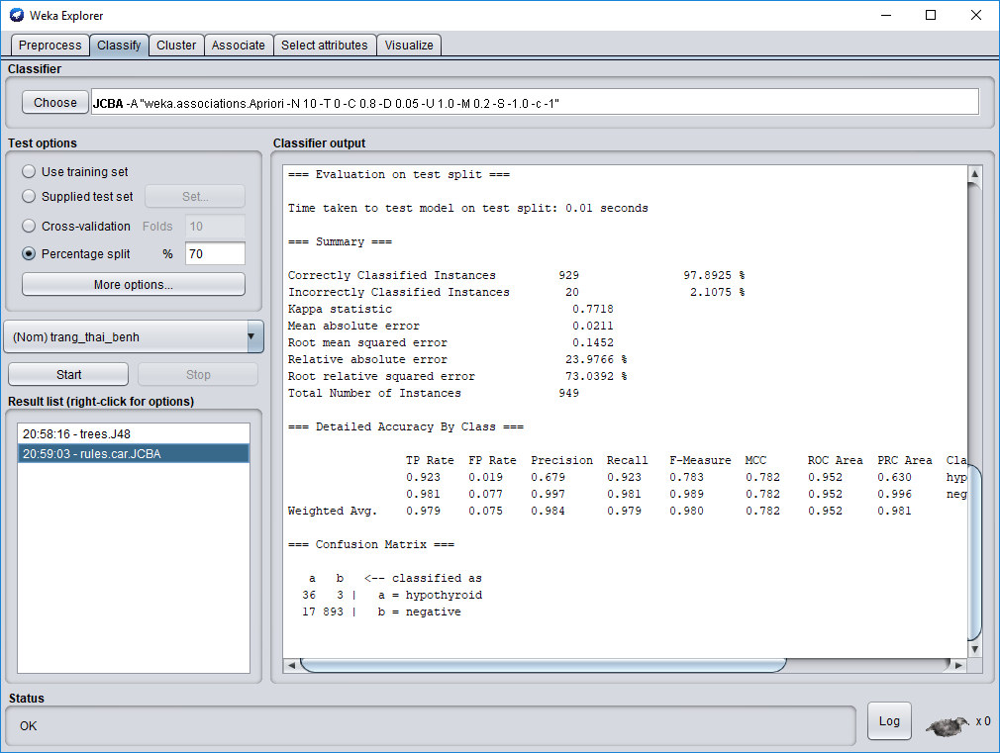 Weka Explorer
Preprocess Classify Cluster Associate Select attributes Visualize
Classifier
Choose JCBA -A "weka.associations.Apriori -N 10 -T 0 -C 0.8 -D 0.05 -U 1.0 -M 0.2 -S -1.0 -c -1"
Test options
Use training set
Supplied test set Set...
Cross-validation Folds 10
Percentage split % 70
More options...
(Nom) trang_thai_benh
Start Stop
Result list (right-click for options)
20:58:16 - trees.J48
20:59:03 - rules.car.JCBA
Classifier output
=== Evaluation on test split ===
Time taken to test model on test split: 0.01 seconds
=== Summary ===
Correctly Classified Instances 929 97.8925 %
Incorrectly Classified Instances 20 2.1075 %
Kappa statistic 0.7718
Mean absolute error 0.0211
Root mean squared error 0.1452
Relative absolute error 23.9766 %
Root relative squared error 73.0392 %
Total Number of Instances 949
=== Detailed Accuracy By Class ===
TP Rate FP Rate Precision Recall F-Measure MCC ROC Area PRC Area Cla
0.923 0.019 0.679 0.923 0.783 0.782 0.952 0.630 hyp
0.981 0.077 0.997 0.981 0.989 0.782 0.952 0.996 neg
Weighted Avg. 0.979 0.075 0.984 0.979 0.980 0.782 0.952 0.981
=== Confusion Matrix ===
a b <-- classified as
36 3 | a = hypothyroid
17 893 | b = negative
Status
OK
Log x 0